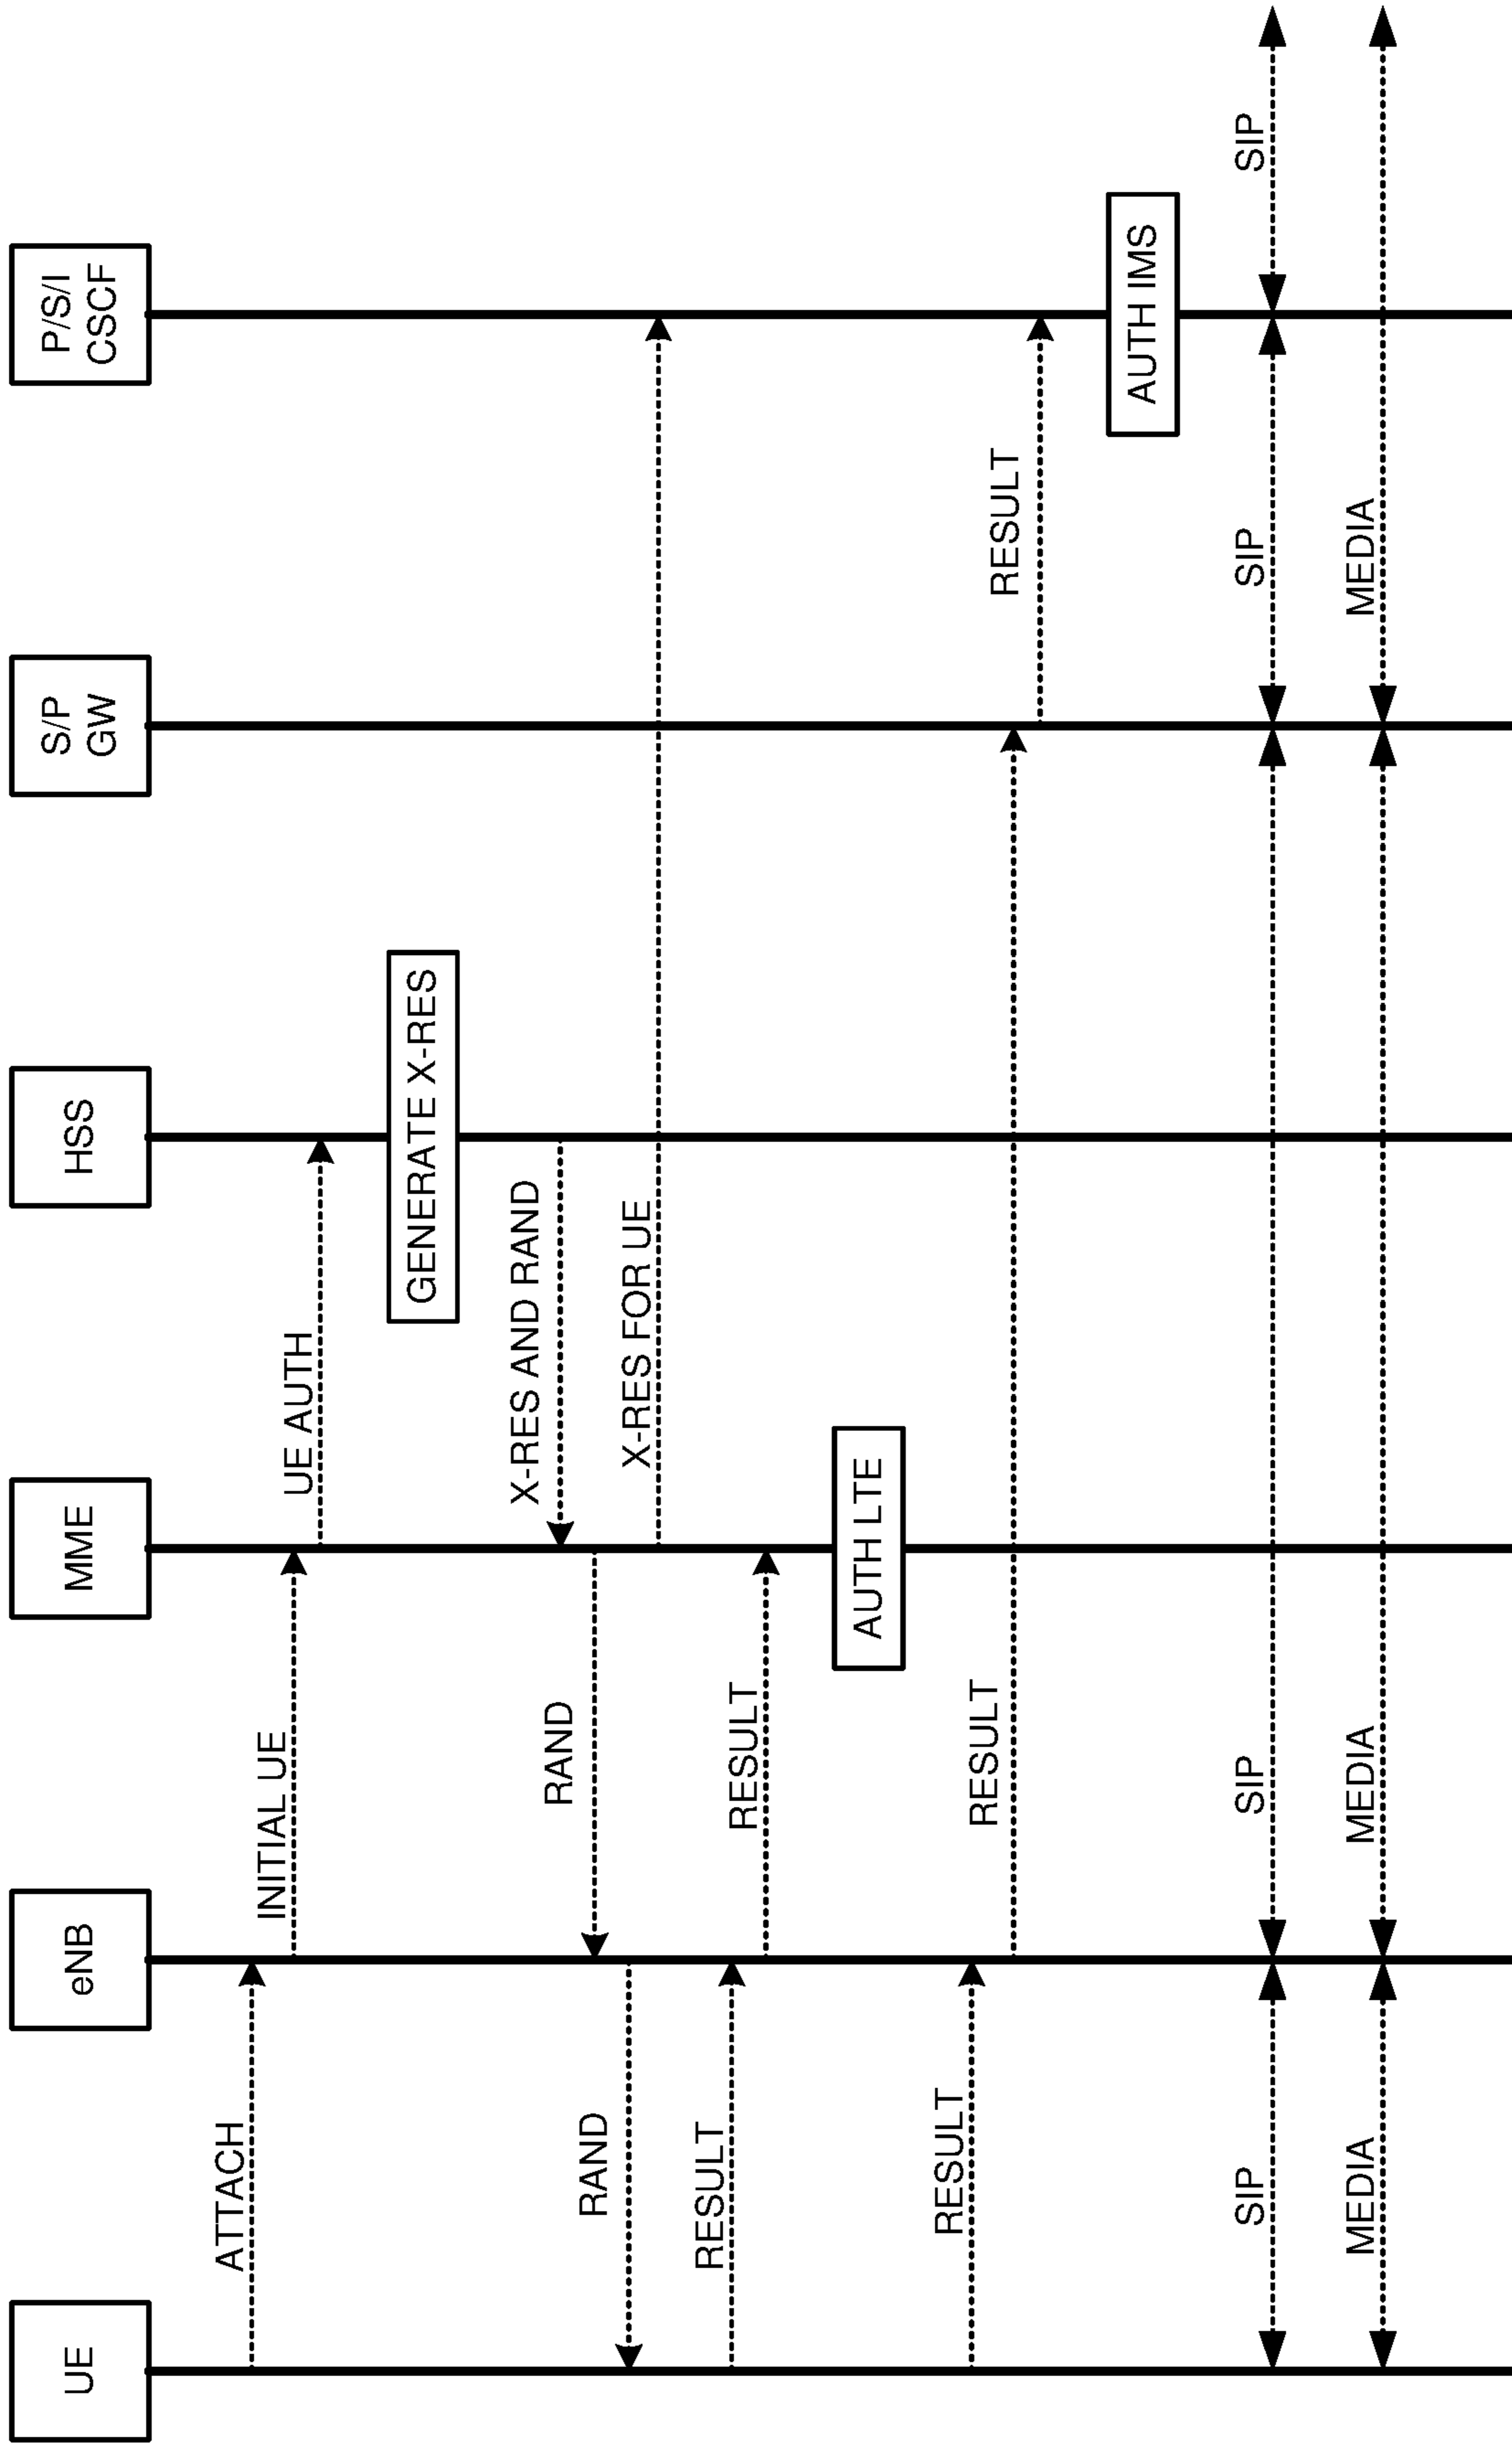 UE
eNB
MME
HSS
S/P
GW
P/S/I
CSCF
ATTACH
INITIAL UE
UE AUTH
GENERATE X-RES
X-RES AND RAND
RAND
RAND
X-RES FOR UE
RESULT
RESULT
AUTH LTE
RESULT
RESULT
RESULT
AUTH IMS
SIP
SIP
SIP
SIP
MEDIA
MEDIA
MEDIA